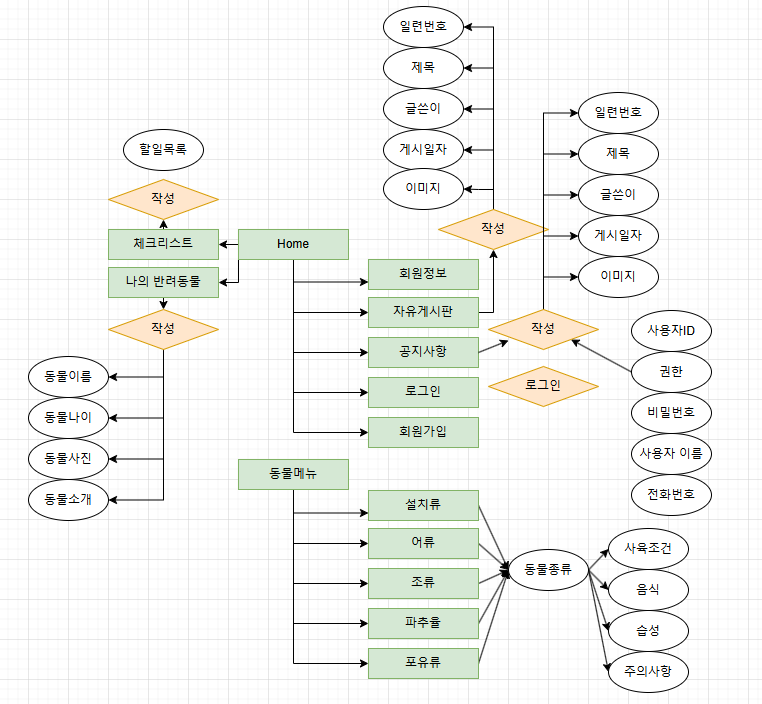 일련번호
제목
글쓴이
게시일자
이미지
일련번호
제목
글쓴이
게시일자
이미지
할일목록
작성
체크리스트
Home
나의 반려동물
작성
동물이름
동물나이
동물사진
동물소개
작성
회원정보
자유게시판
공지사항
로그인
회원가입
작성
로그인
사용자ID
권한
비밀번호
사용자 이름
전화번호
동물메뉴
설치류
어류
조류
파추율
포유류
동물종류
사육조건
음식
습성
주의사항